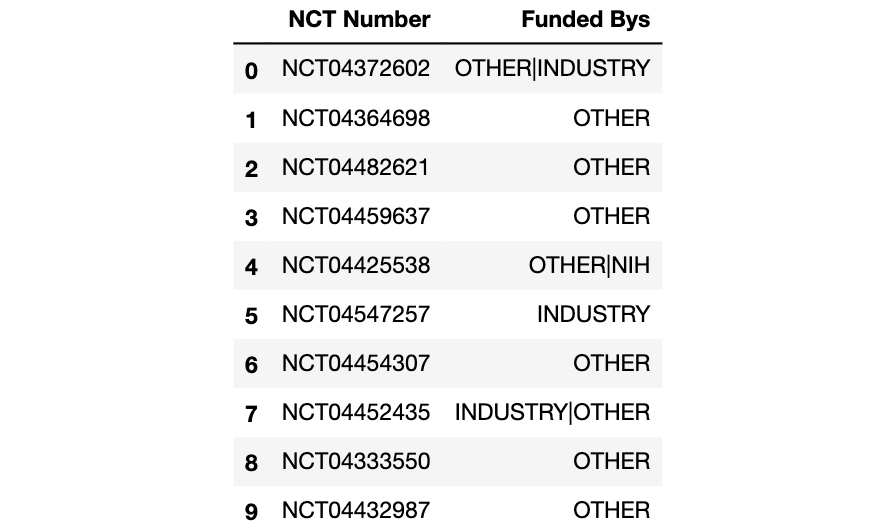 NCT Number Funded Bys
0 NCT04372602 OTHER|INDUSTRY
1 NCT04364698 OTHER
2 NCT04482621 OTHER
3 NCT04459637 OTHER
4 NCT04425538 OTHER|NIH
5 NCT04547257 INDUSTRY
6 NCT04454307 OTHER
7 NCT04452435 INDUSTRY|OTHER
8 NCT04333550 OTHER
9 NCT04432987 OTHER